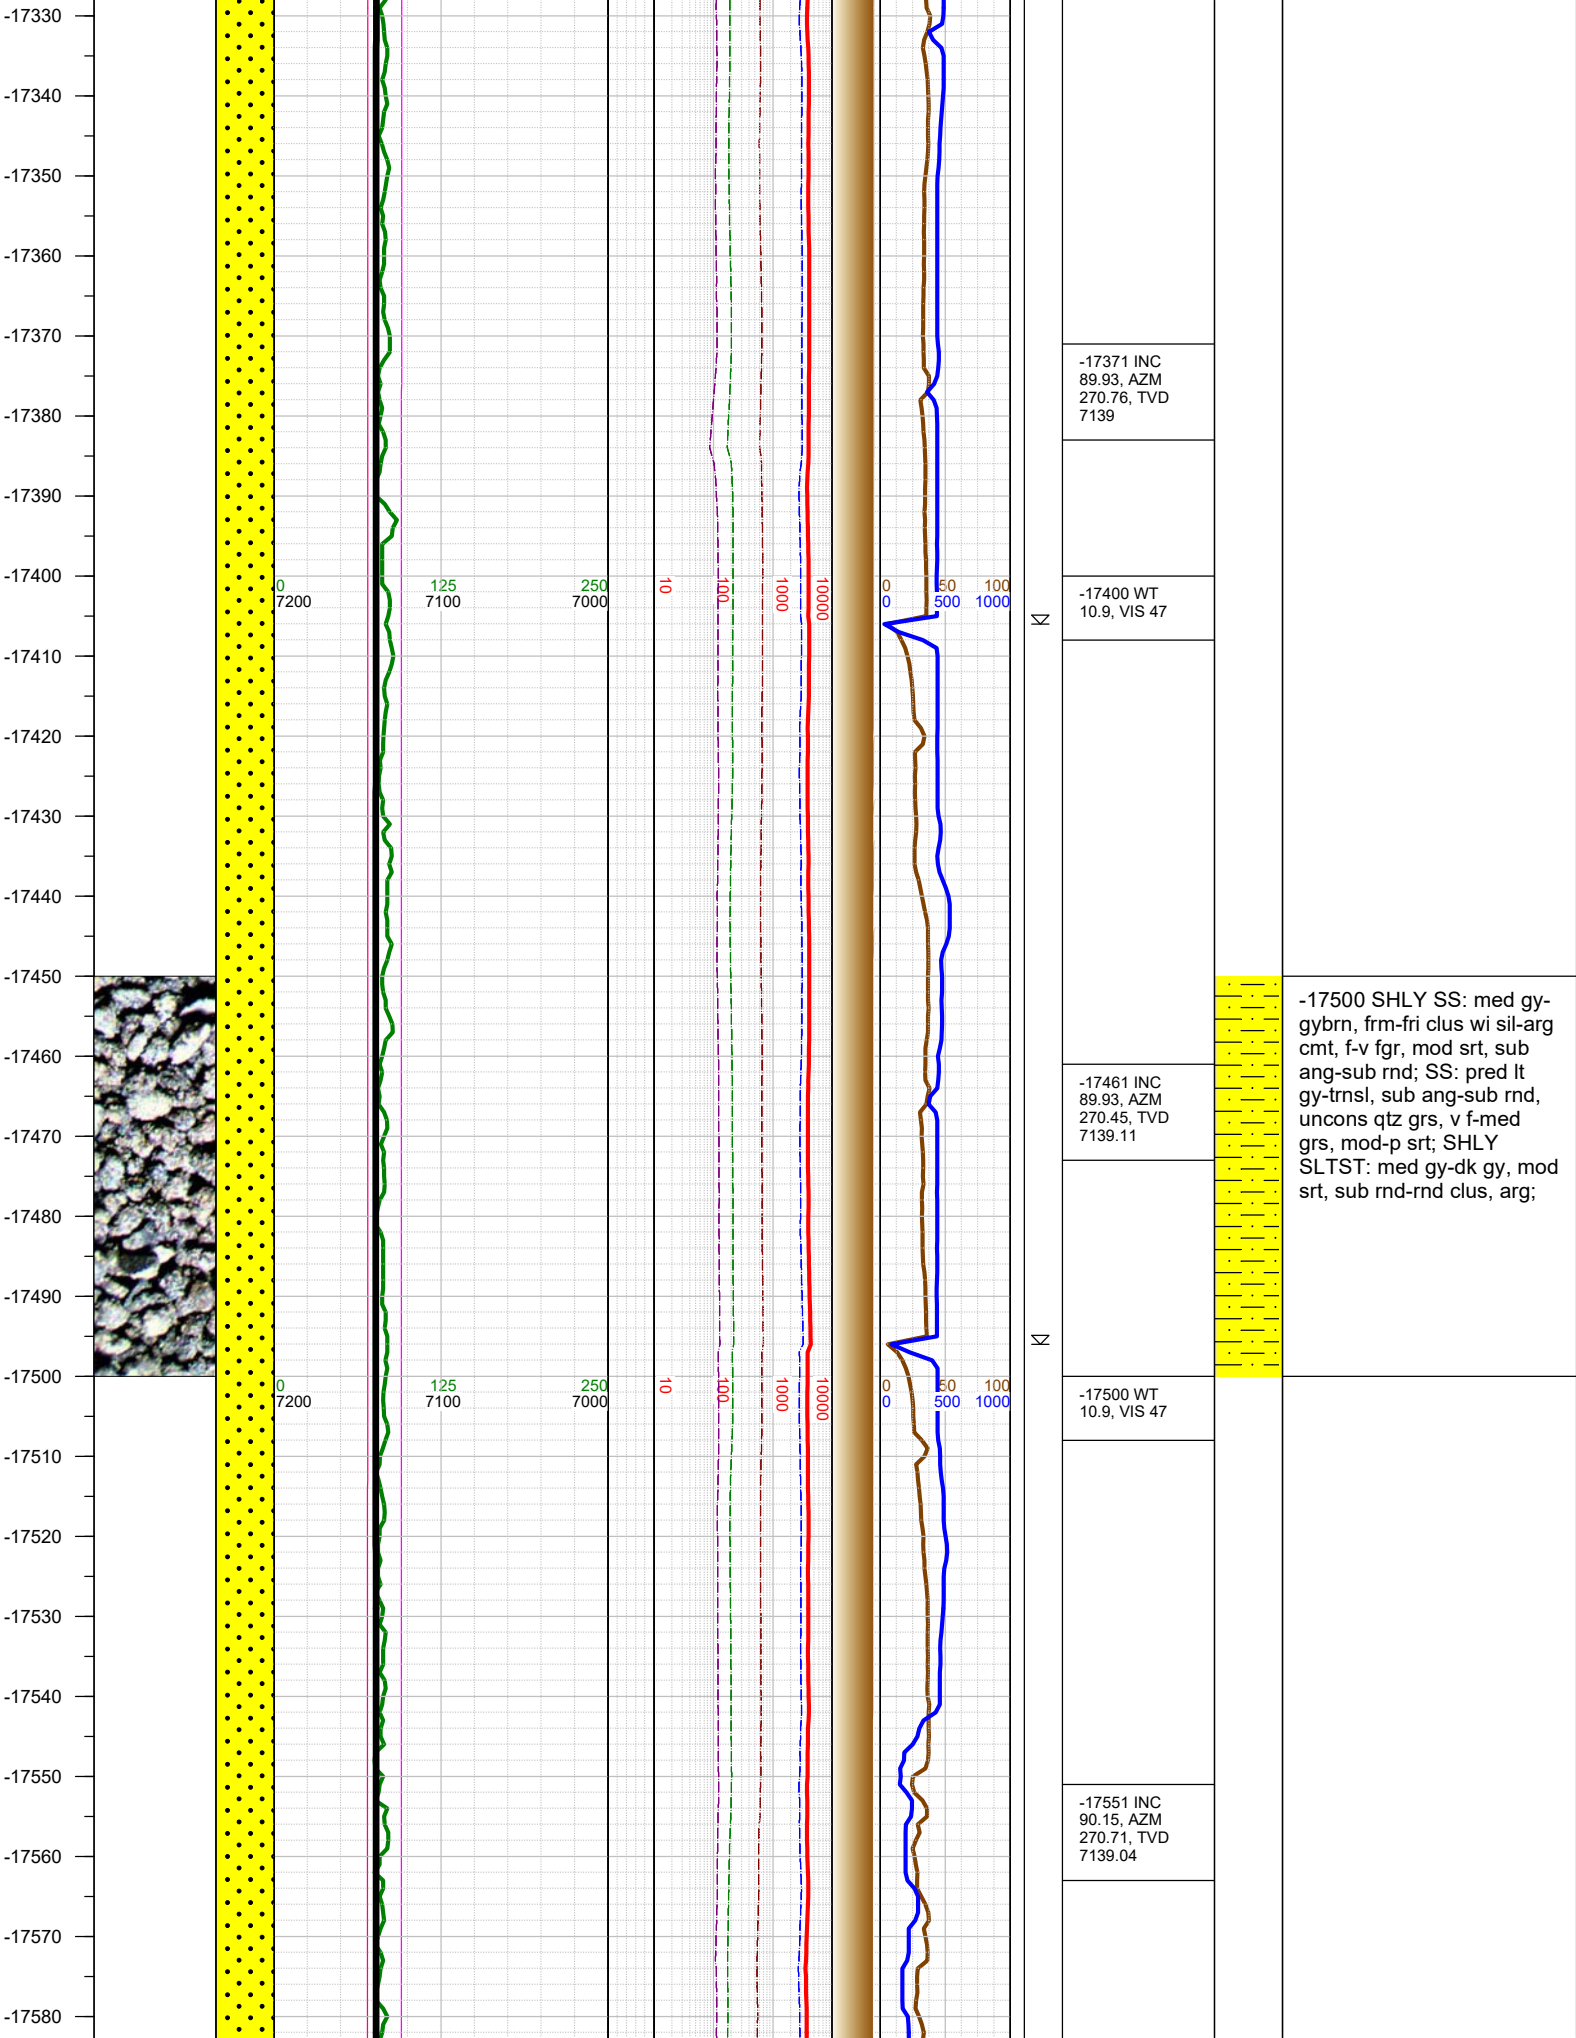 -17330
-17340
-17350
-17360
-17370
-17371 INC
89.93, AZM
270.76, TVD
7139
-17380
-17390
-17400
0 125 250
7200 7100 7000
10 100 1000 10000
0 50 100
0 500 1000
-17400 WT
10.9, VIS 47
-17410
-17420
-17430
-17440
-17450
-17500 SHLY SS: med gy-
gybrn, frm-fri clus wi sil-arg
cmt, f-v fgr, mod srt, sub
ang-sub rnd; SS: pred lt
gy-trnsl, sub ang-sub rnd,
uncons qtz grs, v f-med
grs, mod-p srt; SHLY
SLTST: med gy-dk gy, mod
srt, sub rnd-rnd clus, arg;
-17460
-17461 INC
89.93, AZM
270.45, TVD
7139.11
-17470
-17480
-17490
-17500
0 125 250
7200 7100 7000
10 100 1000 10000
0 50 100
0 500 1000
-17500 WT
10.9, VIS 47
-17510
-17520
-17530
-17540
-17550
-17551 INC
90.15, AZM
270.71, TVD
7139.04
-17560
-17570
-17580